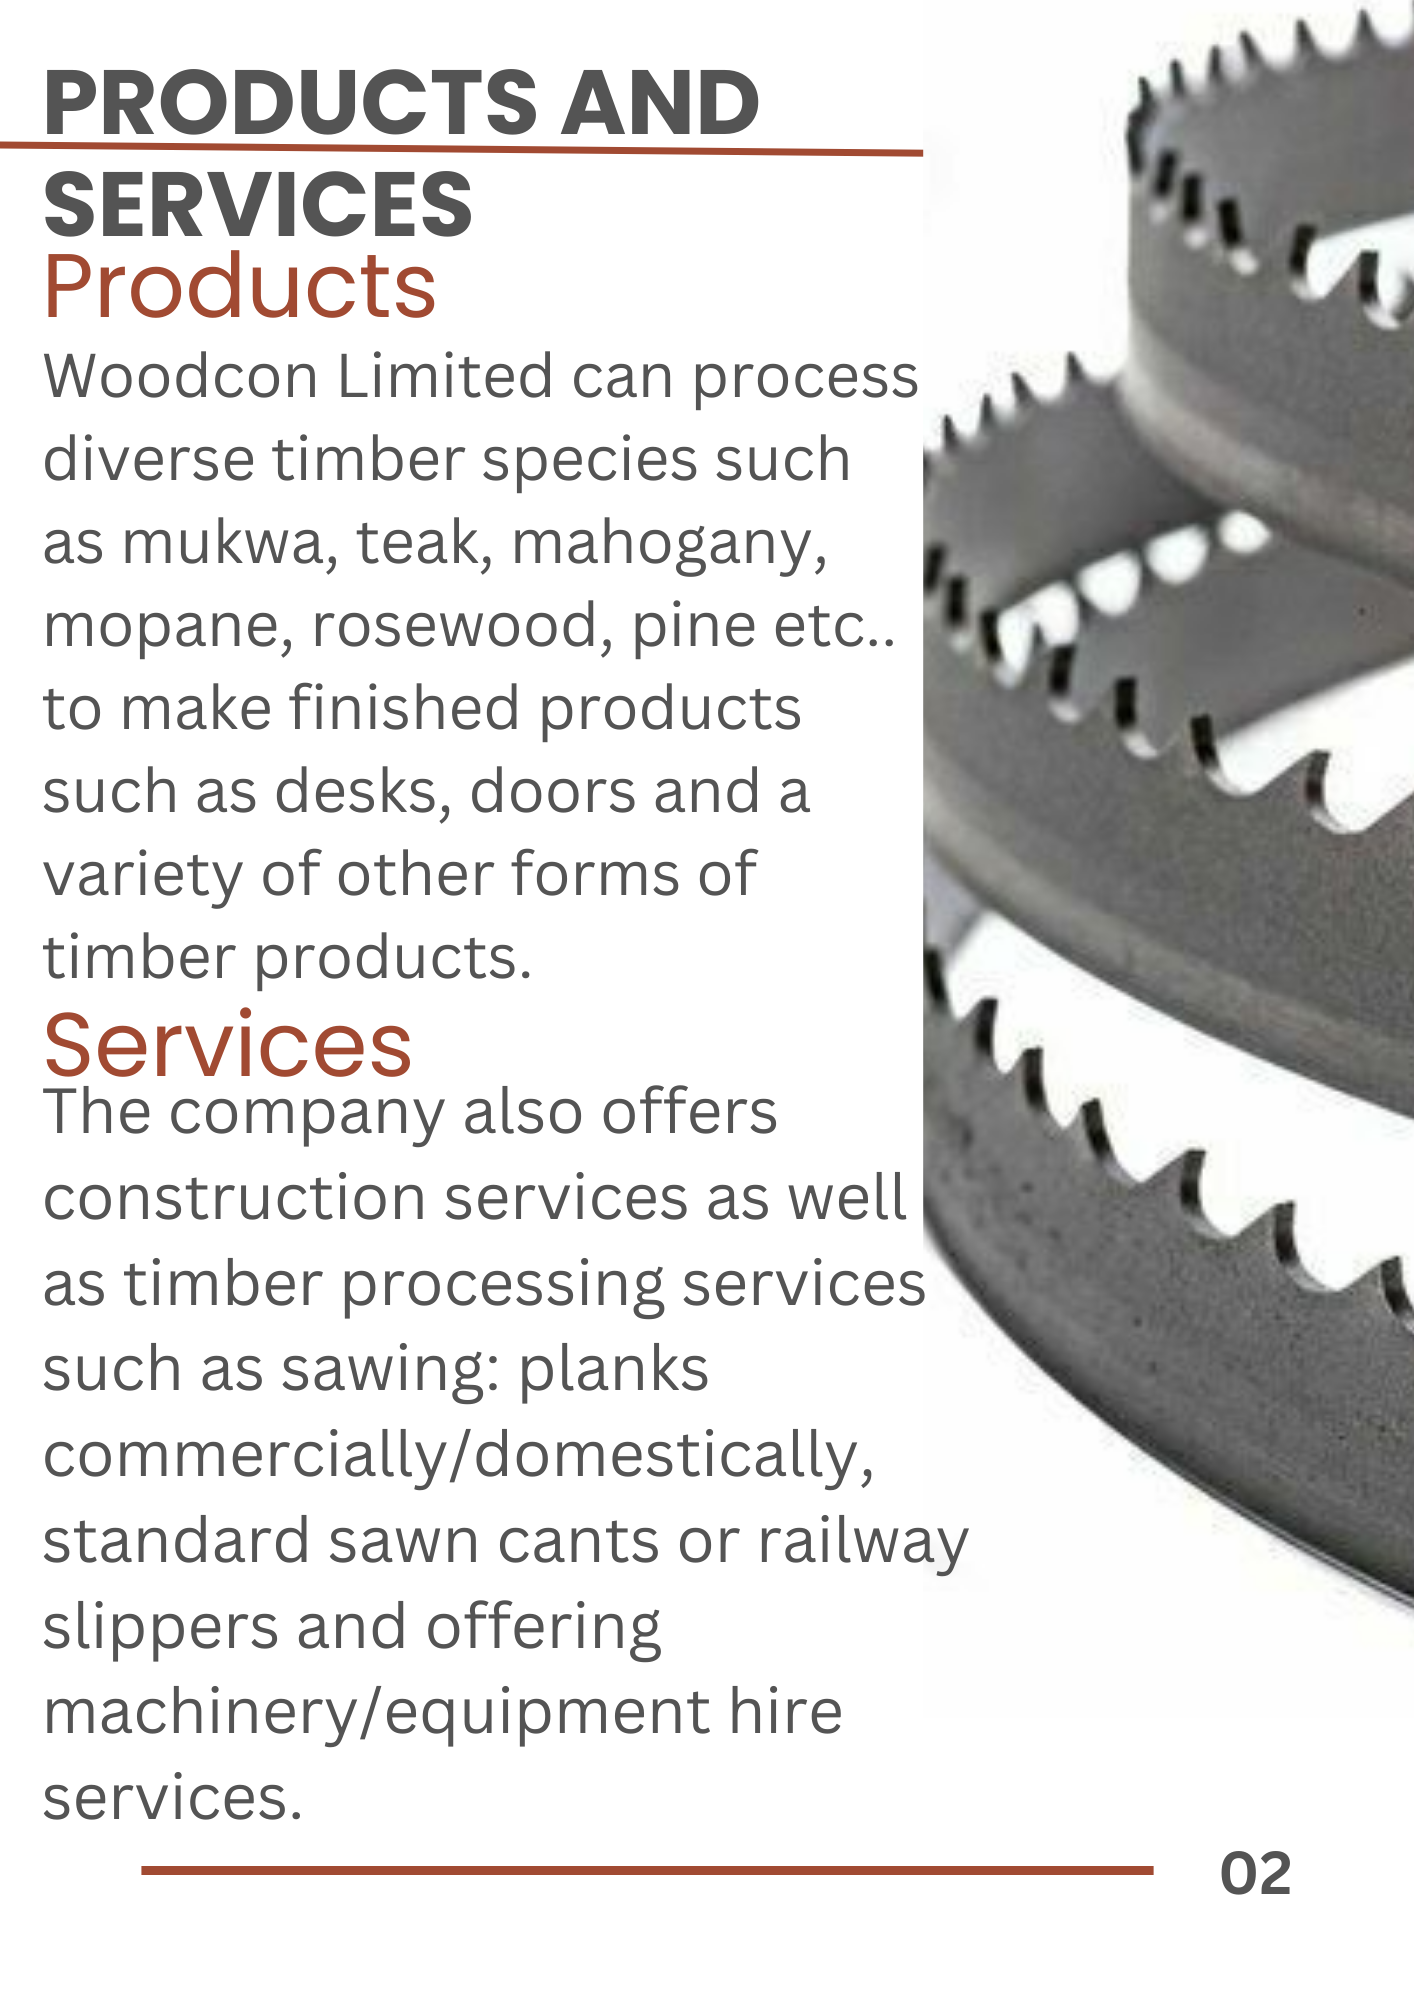 PRODUCTS AND
SERVICES
Products
Woodcon Limited can process
diverse timber species such
as mukwa, teak, mahogany,
mopane, rosewood, pine etc..
to make finished products
such as desks, doors and a
variety of other forms of
timber products.
Services
The company also offers
construction services as well
as timber processing services
such as sawing: planks
commercially/domestically,
standard sawn cants or railway
slippers and offering
machinery/equipment hire
services.
02